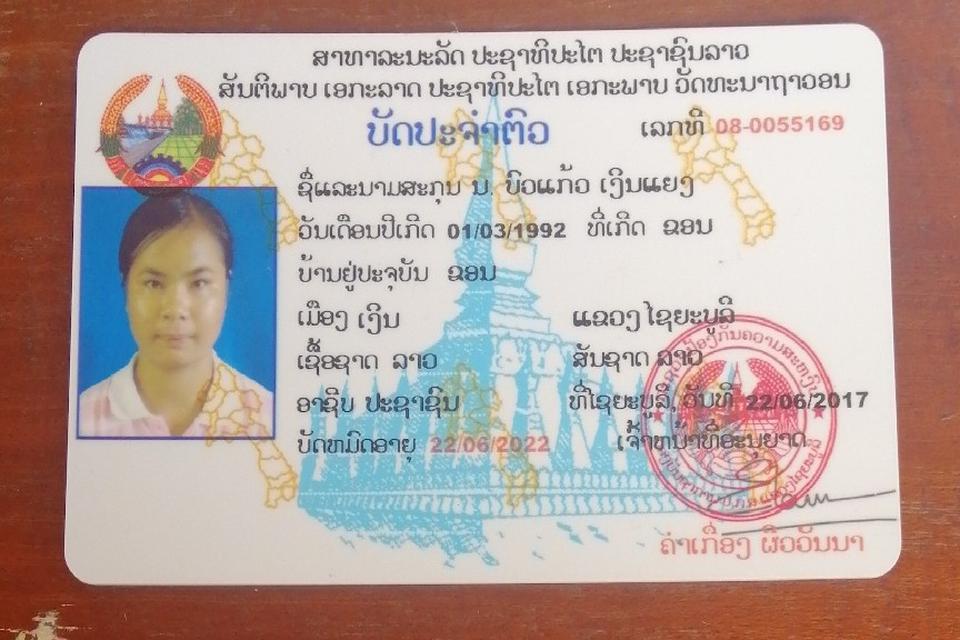 ສາທາລະນະລັດ ປະຊາທິປະໄຕ ປະຊາຊົນລາວ
ສັນຕິພາບ ເອກະລາດ ປະຊາທິປະໄຕ ເອກະພາບ ວັດທະນາຖາວອນ
ບັດປະຈຳຕົວ ເລກທີ 08-0055169
ຊື່ແລະນາມສະກຸນ ນ. ບົວແກ້ວ ເງິນແຍງ
ວັນເດືອນປີເກີດ 01/03/1992 ທີ່ເກີດ ຂອນ
ບ້ານຢູ່ປະຈຸບັນ ຂອນ
ເມືອງ ເງິນ ແຂວງ ໄຊຍະບູລີ
ເຊື້ອຊາດ ລາວ ສັນຊາດ ລາວ
ອາຊີບ ປະຊາຊົນ ທີ່ໄຊຍະບູລີ, ວັນທີ 22/06/2017
ບັດຫມົດອາຍຸ 22/06/2022 ເຈົ້າຫນ້າທີ່ອະນຸຍາດ
ຄຳເກື່ອງ ຜິວວັນນາ